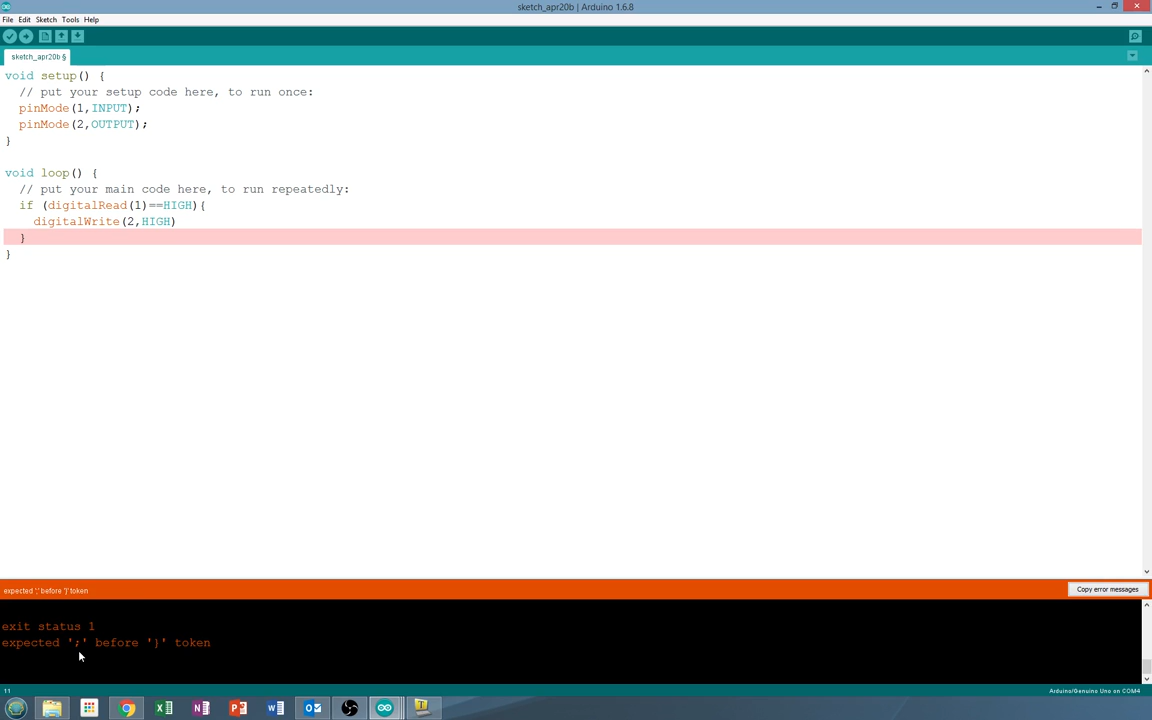 sketch_apr20b | Arduino 1.6.8
File Edit Sketch Tools Help
sketch_apr20b §
void setup() {
// put your setup code here, to run once:
pinMode(1,INPUT);
pinMode(2,OUTPUT);
}
void loop() {
// put your main code here, to run repeatedly:
if (digitalRead(1)==HIGH){
digitalWrite(2,HIGH)
}
}
expected ';' before '}' token
Copy error messages
exit status 1
expected ';' before '}' token
11
Arduino/Genuino Uno on COM4